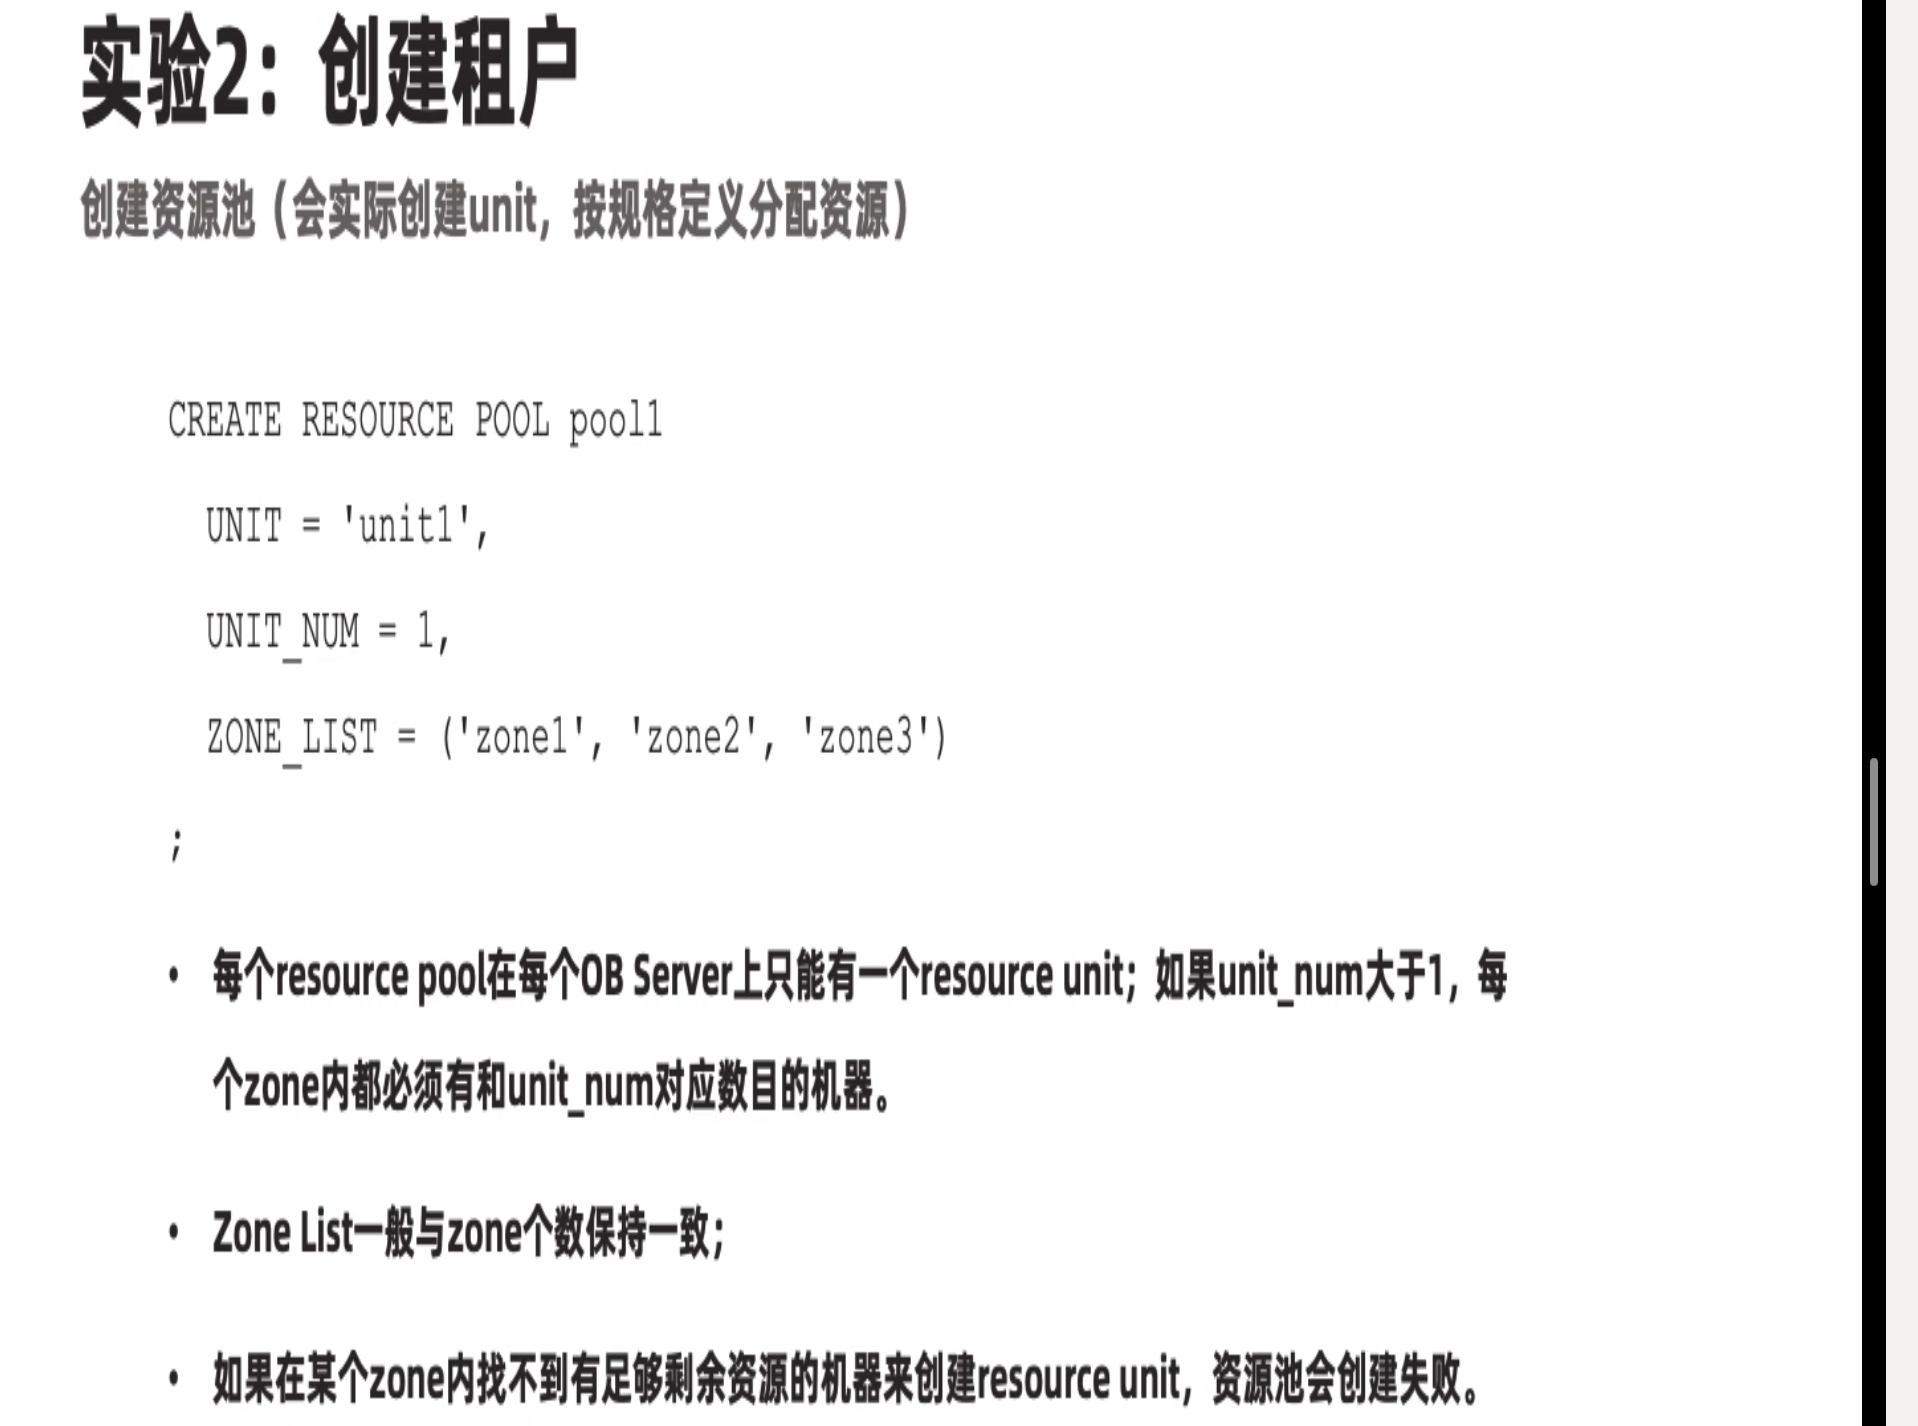 实验2：创建租户
创建资源池（会实际创建unit，按规格定义分配资源）
CREATE RESOURCE POOL pool1
UNIT = 'unit1',
UNIT_NUM = 1,
ZONE_LIST = ('zone1', 'zone2', 'zone3')
;
• 每个resource pool在每个OB Server上只能有一个resource unit；如果unit_num大于1，每
个zone内都必须有和unit_num对应数目的机器。
• Zone List一般与zone个数保持一致；
• 如果在某个zone内找不到有足够剩余资源的机器来创建resource unit，资源池会创建失败。